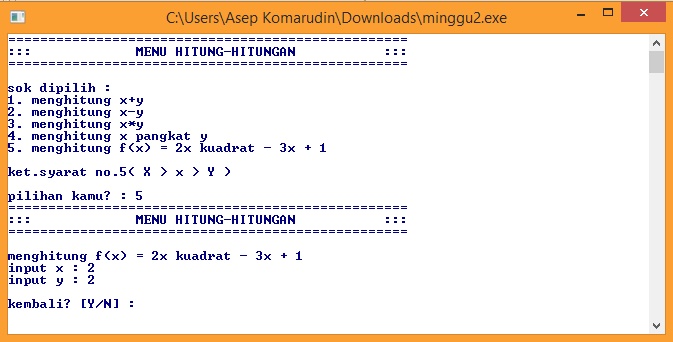 C:\Users\Asep Komarudin\Downloads\minggu2.exe
==================================================
::: MENU HITUNG-HITUNGAN :::
==================================================
sok dipilih :
1. menghitung x+y
2. menghitung x-y
3. menghitung x*y
4. menghitung x pangkat y
5. menghitung f(x) = 2x kuadrat - 3x + 1
ket.syarat no.5( X > x > Y )
pilihan kamu? : 5
==================================================
::: MENU HITUNG-HITUNGAN :::
==================================================
menghitung f(x) = 2x kuadrat - 3x + 1
input x : 2
input y : 2
kembali? [Y/N] :